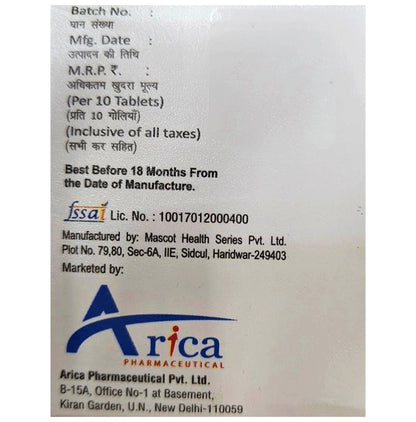 Batch No. :
घान संख्या
Mfg. Date :
उत्पादन की तिथि
M.R.P. ₹. :
अधिकतम खुदरा मूल्य
(Per 10 Tablets)
(प्रति 10 गोलियाँ)
(Inclusive of all taxes)
(सभी कर सहित)
Best Before 18 Months From
the Date of Manufacture.
fssai Lic. No. : 10017012000400
Manufactured by: Mascot Health Series Pvt. Ltd.
Plot No. 79,80, Sec-6A, IIE, Sidcul, Haridwar-249403
Marketed by:
Arica
PHARMACEUTICAL
Arica Pharmaceutical Pvt. Ltd.
B-15A, Office No-1 at Basement,
Kiran Garden, U.N., New Delhi-110059